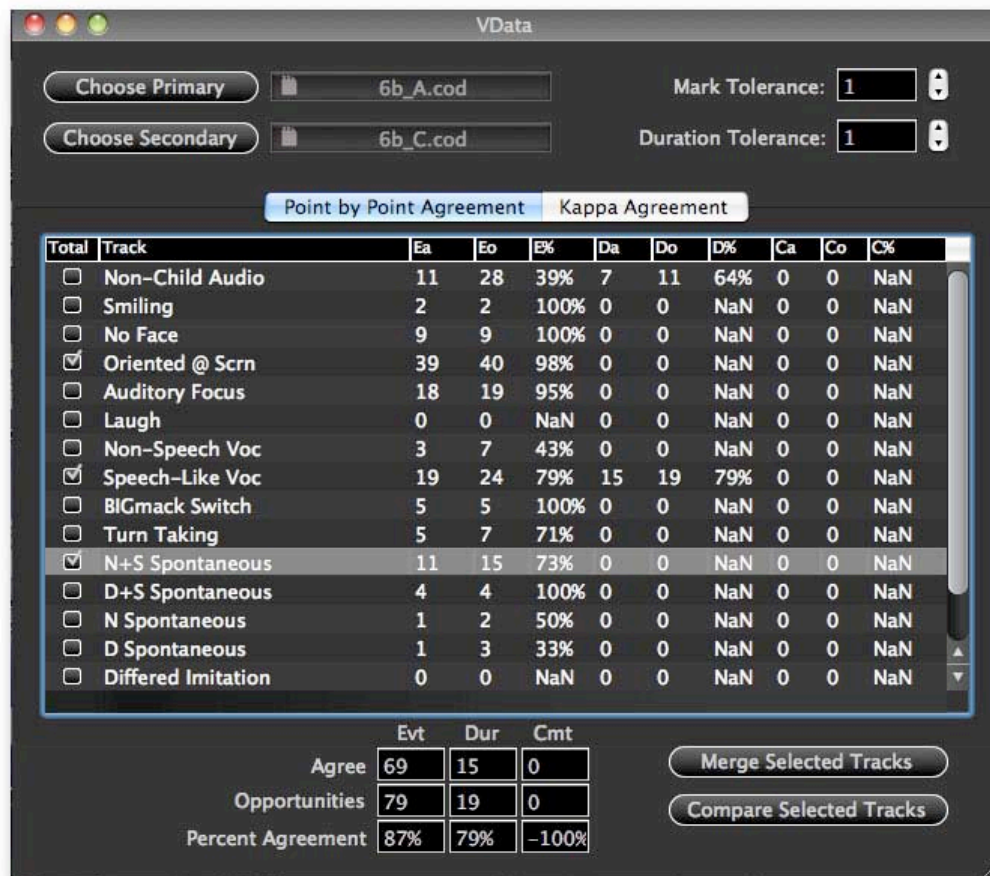 VData
Choose Primary 6b_A.cod Mark Tolerance: 1
Choose Secondary 6b_C.cod Duration Tolerance: 1
Point by Point Agreement Kappa Agreement
Total Track Ea Eo E% Da Do D% Ca Co C%
Non-Child Audio 11 28 39% 7 11 64% 0 0 NaN
Smiling 2 2 100% 0 0 NaN 0 0 NaN
No Face 9 9 100% 0 0 NaN 0 0 NaN
Oriented @ Scrn 39 40 98% 0 0 NaN 0 0 NaN
Auditory Focus 18 19 95% 0 0 NaN 0 0 NaN
Laugh 0 0 NaN 0 0 NaN 0 0 NaN
Non-Speech Voc 3 7 43% 0 0 NaN 0 0 NaN
Speech-Like Voc 19 24 79% 15 19 79% 0 0 NaN
BIGmack Switch 5 5 100% 0 0 NaN 0 0 NaN
Turn Taking 5 7 71% 0 0 NaN 0 0 NaN
N+S Spontaneous 11 15 73% 0 0 NaN 0 0 NaN
D+S Spontaneous 4 4 100% 0 0 NaN 0 0 NaN
N Spontaneous 1 2 50% 0 0 NaN 0 0 NaN
D Spontaneous 1 3 33% 0 0 NaN 0 0 NaN
Differed Imitation 0 0 NaN 0 0 NaN 0 0 NaN
Evt Dur Cmt
Agree 69 15 0 Merge Selected Tracks
Opportunities 79 19 0 Compare Selected Tracks
Percent Agreement 87% 79% -100%